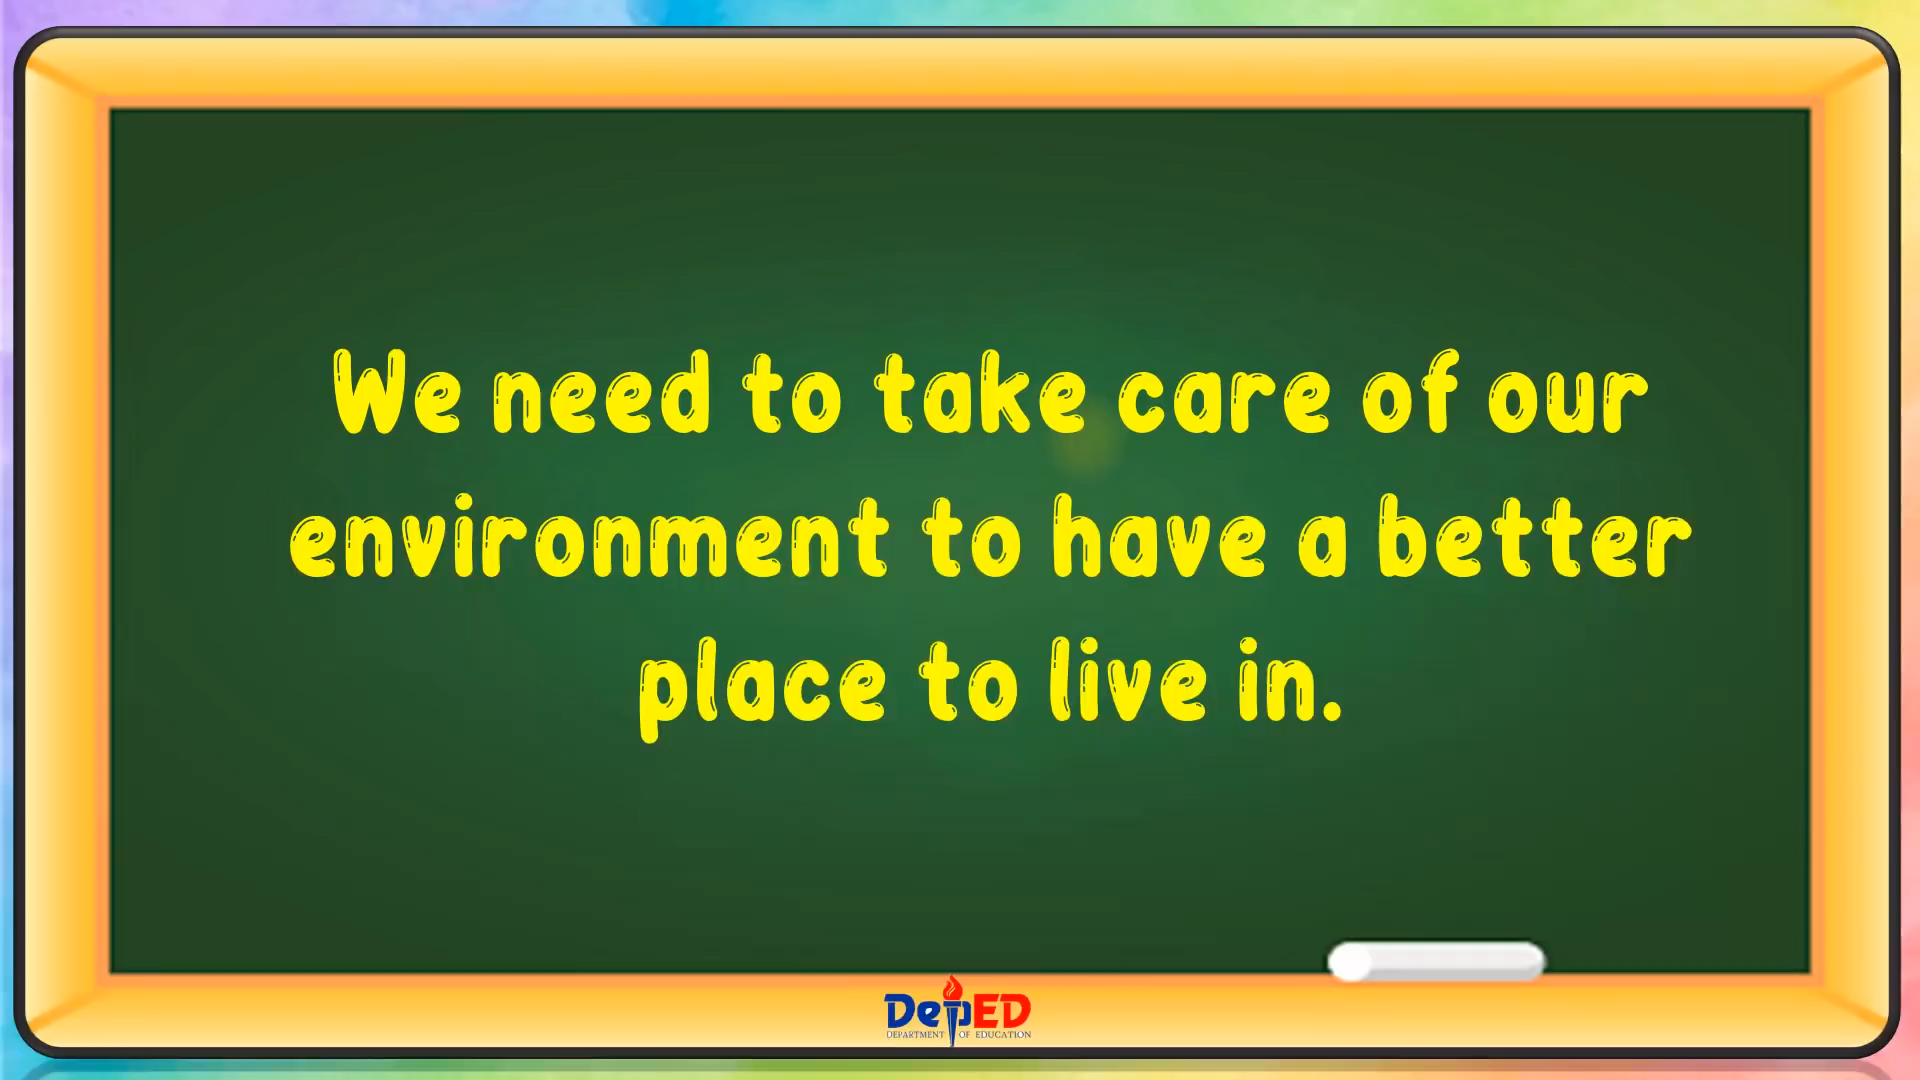 We need to take care of our
environment to have a better
place to live in.
DepED
DEPARTMENT OF EDUCATION